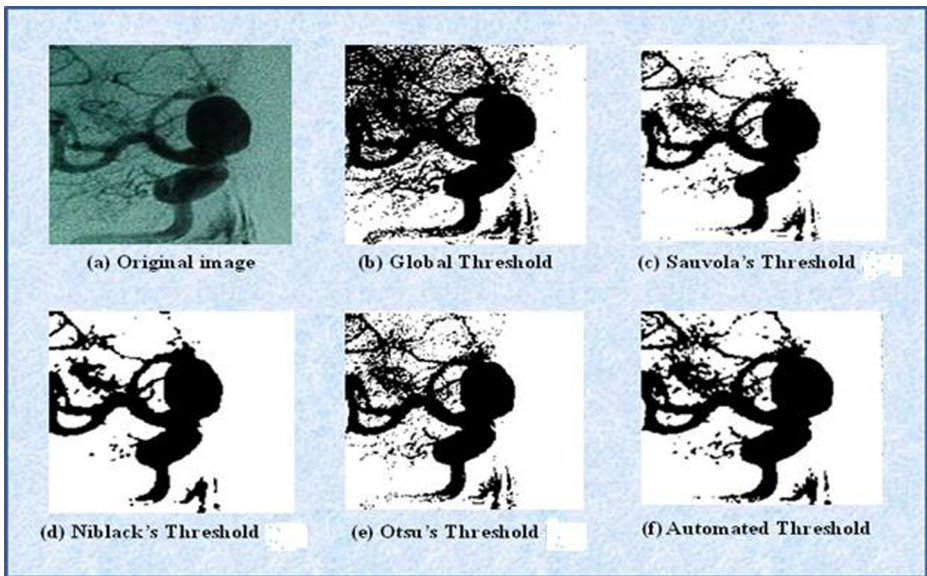 (a) Original image
(b) Global Threshold
(c) Sauvola's Threshold
(d) Niblack's Threshold
(e) Otsu's Threshold
(f) Automated Threshold